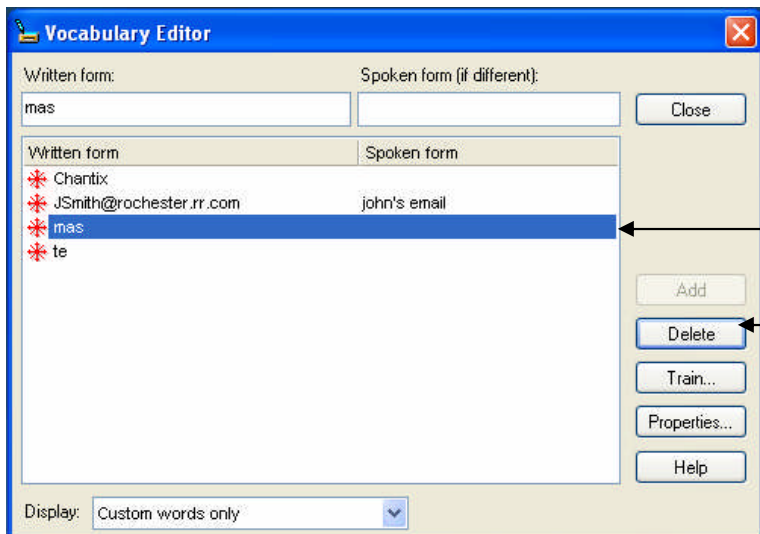 Vocabulary Editor
Written form: Spoken form (if different):
mas
Close
Written form Spoken form
Chantix
JSmith@rochester.rr.com john's email
mas
te
Add
Delete
Train...
Properties...
Help
Display: Custom words only